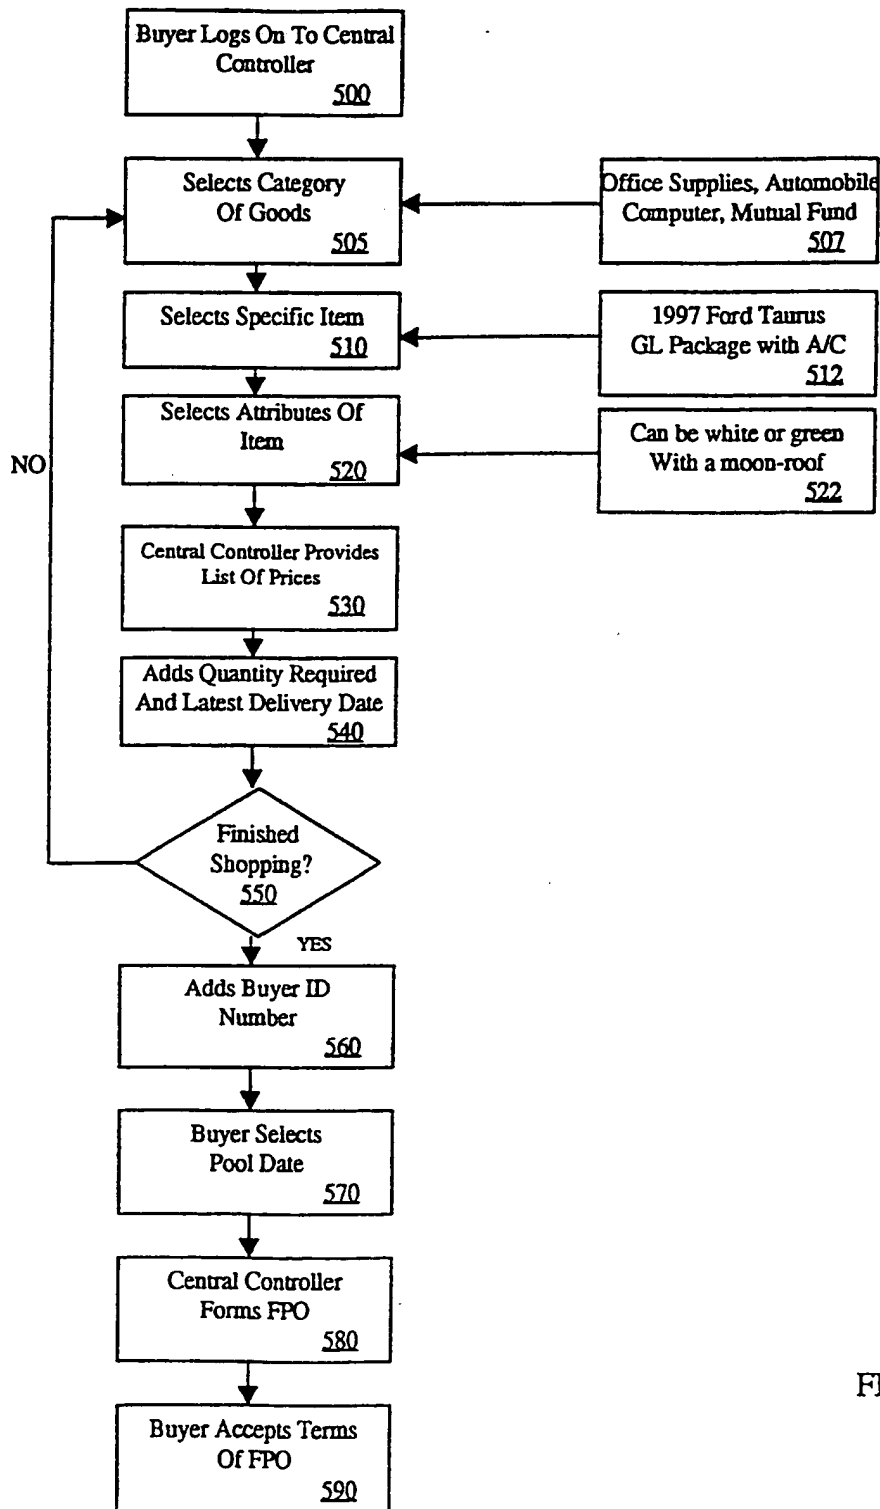 Buyer Logs On To Central
Controller
500
Selects Category
Of Goods
505
Office Supplies, Automobile
Computer, Mutual Fund
507
Selects Specific Item
510
1997 Ford Taurus
GL Package with A/C
512
Selects Attributes Of
Item
520
Can be white or green
With a moon-roof
522
NO
Central Controller Provides
List Of Prices
530
Adds Quantity Required
And Latest Delivery Date
540
Finished
Shopping?
550
YES
Adds Buyer ID
Number
560
Buyer Selects
Pool Date
570
Central Controller
Forms FPO
580
Buyer Accepts Terms
Of FPO
590